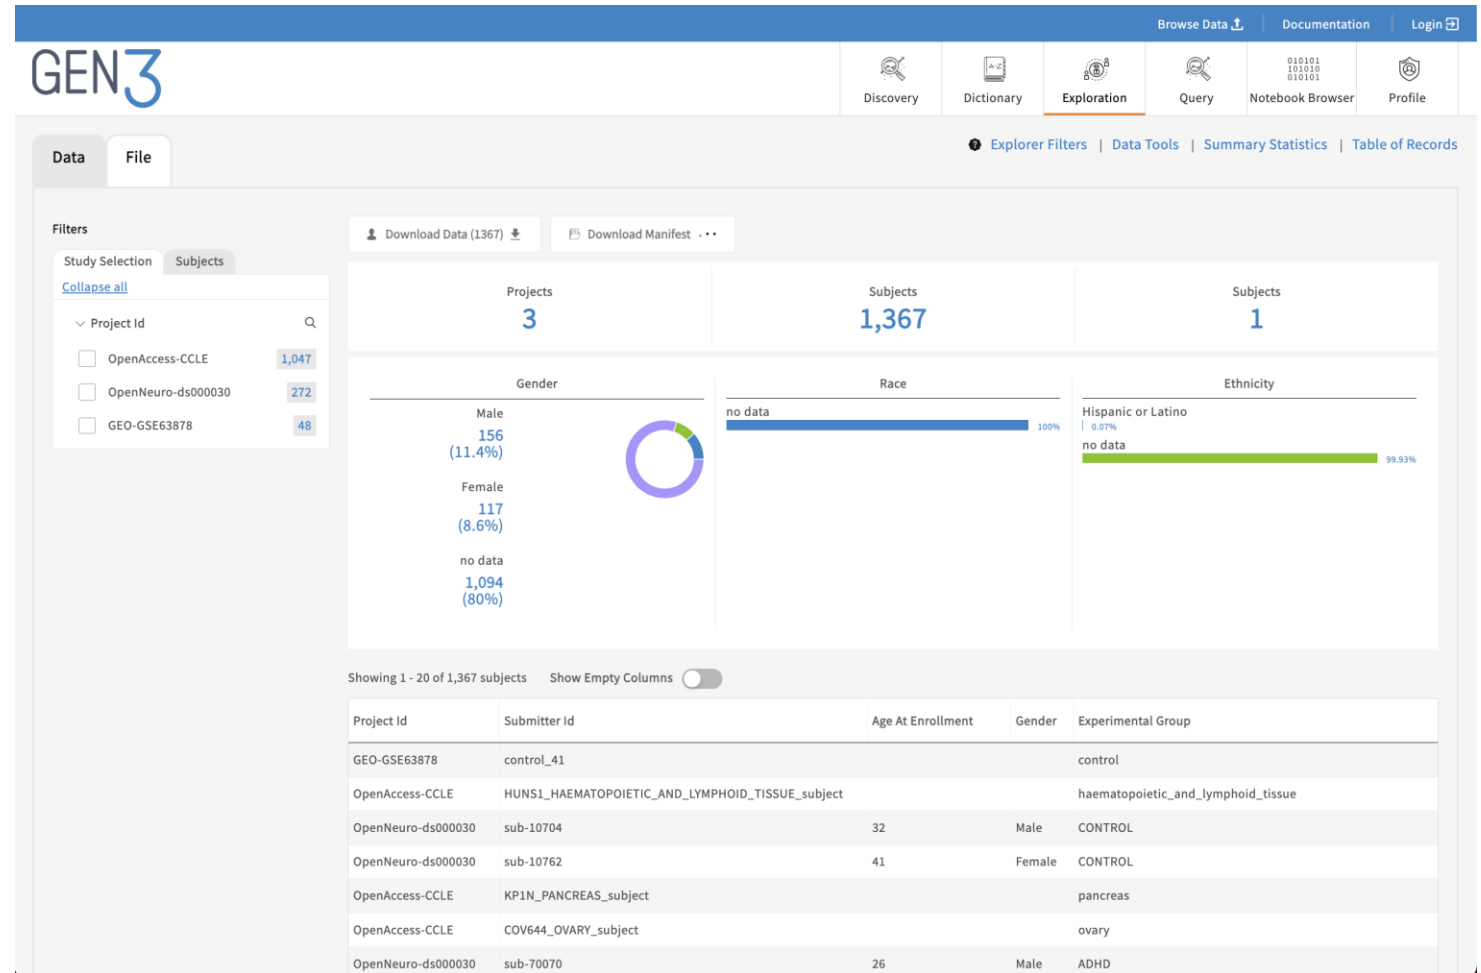 Browse Data Documentation Login
GEN3
010101
101010
010101
A-Z
Discovery Dictionary Exploration Query Notebook Browser Profile
Data File
? Explorer Filters | Data Tools | Summary Statistics | Table of Records
Filters
Download Data (1367) Download Manifest
Study Selection Subjects
Collapse all
Project Id
OpenAccess-CCLE 1,047
OpenNeuro-ds000030 272
GEO-GSE63878 48
Projects Subjects Subjects
3 1,367 1
Gender
Male
156
(11.4%)
Female
117
(8.6%)
no data
1,094
(80%)
Race
no data
100%
Ethnicity
Hispanic or Latino
0.07%
no data
99.93%
Showing 1 - 20 of 1,367 subjects Show Empty Columns
Project Id Submitter Id Age At Enrollment Gender Experimental Group
GEO-GSE63878 control_41 control
OpenAccess-CCLE HUNS1_HAEMATOPOIETIC_AND_LYMPHOID_TISSUE_subject haematopoietic_and_lymphoid_tissue
OpenNeuro-ds000030 sub-10704 32 Male CONTROL
OpenNeuro-ds000030 sub-10762 41 Female CONTROL
OpenAccess-CCLE KP1N_PANCREAS_subject pancreas
OpenAccess-CCLE COV644_OVARY_subject ovary
OpenNeuro-ds000030 sub-70070 26 Male ADHD